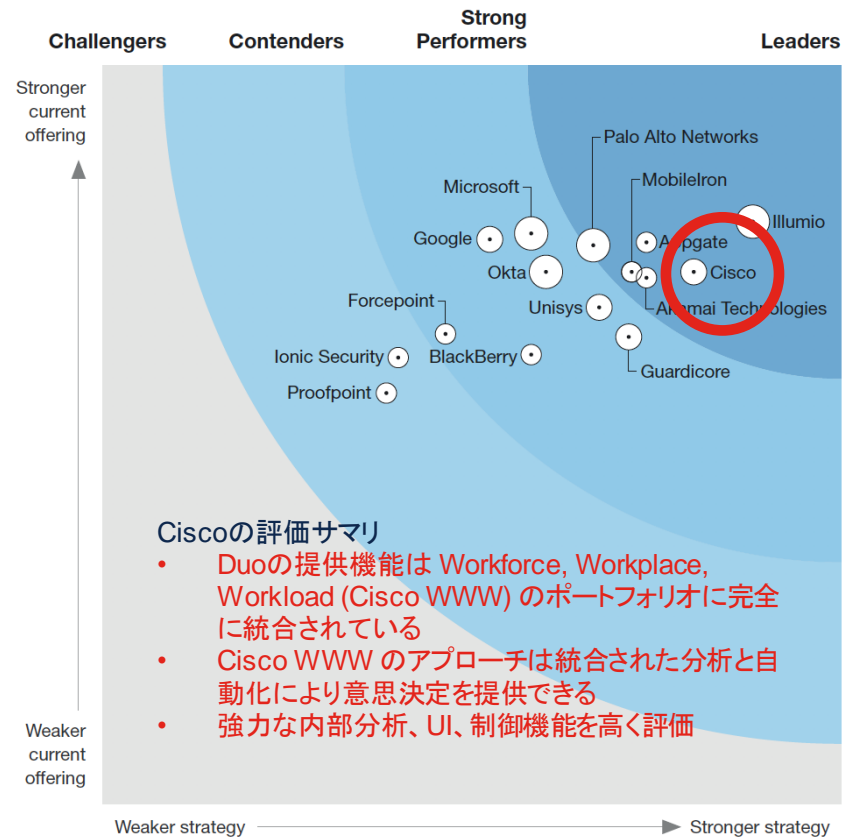 Strong
Challengers Contenders Performers Leaders
Stronger
current
offering
Palo Alto Networks
MobileIron
Microsoft
Illumio
Google
Appgate
Okta
Cisco
Forcepoint
Unisys
Akamai Technologies
Ionic Security
BlackBerry
Guardicore
Proofpoint
Ciscoの評価サマリ
• Duoの提供機能は Workforce, Workplace,
Workload (Cisco WWW) のポートフォリオに完全
に統合されている
• Cisco WWW のアプローチは統合された分析と自
動化により意思決定を提供できる
• 強力な内部分析、UI、制御機能を高く評価
Weaker
current
offering
Weaker strategy Stronger strategy